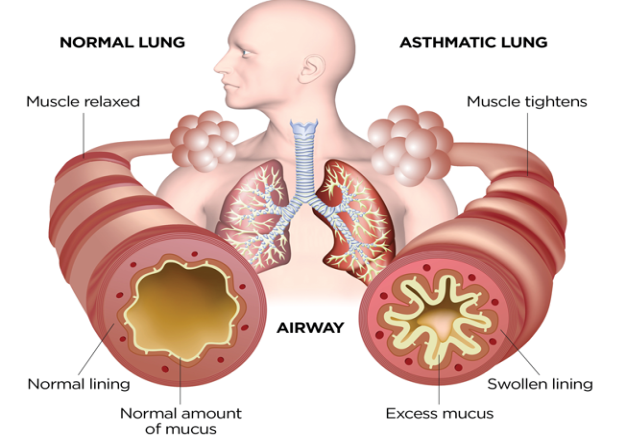 NORMAL LUNG
ASTHMATIC LUNG
Muscle relaxed
Muscle tightens
AIRWAY
Normal lining
Swollen lining
Normal amount
of mucus
Excess mucus